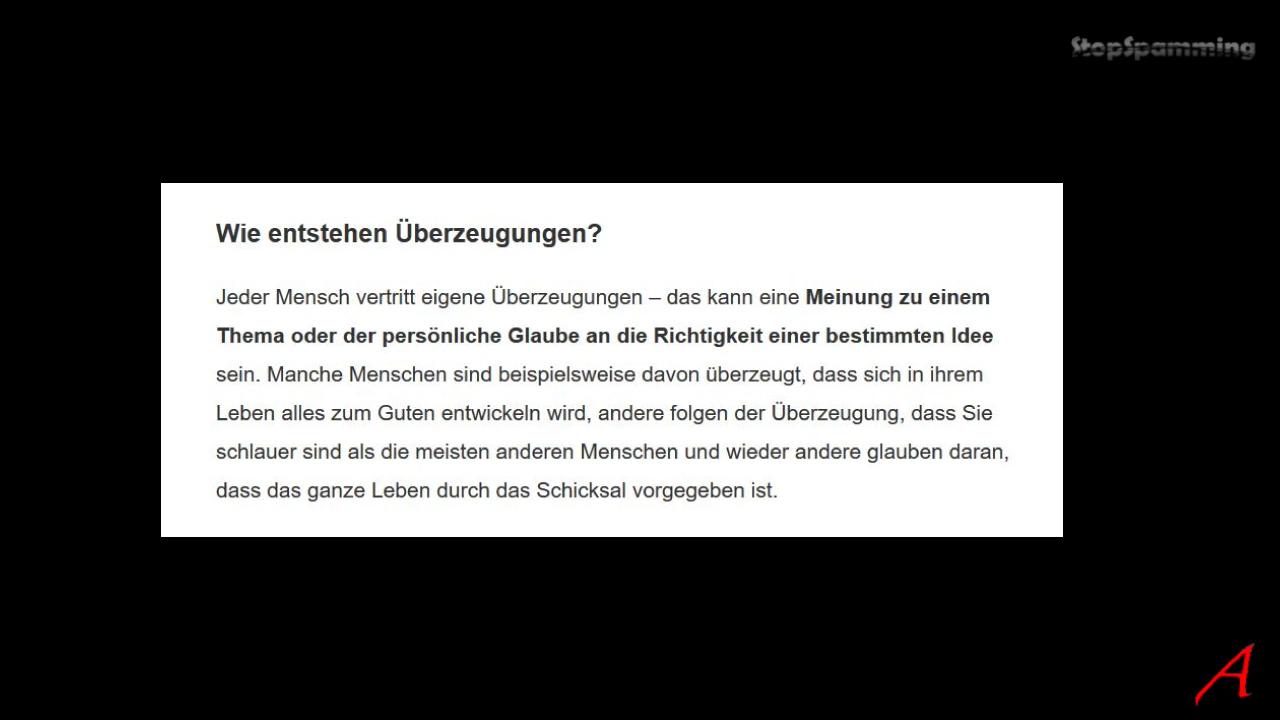 StopSpamming
Wie entstehen Überzeugungen?
Jeder Mensch vertritt eigene Überzeugungen – das kann eine Meinung zu einem
Thema oder der persönliche Glaube an die Richtigkeit einer bestimmten Idee
sein. Manche Menschen sind beispielsweise davon überzeugt, dass sich in ihrem
Leben alles zum Guten entwickeln wird, andere folgen der Überzeugung, dass Sie
schlauer sind als die meisten anderen Menschen und wieder andere glauben daran,
dass das ganze Leben durch das Schicksal vorgegeben ist.
A